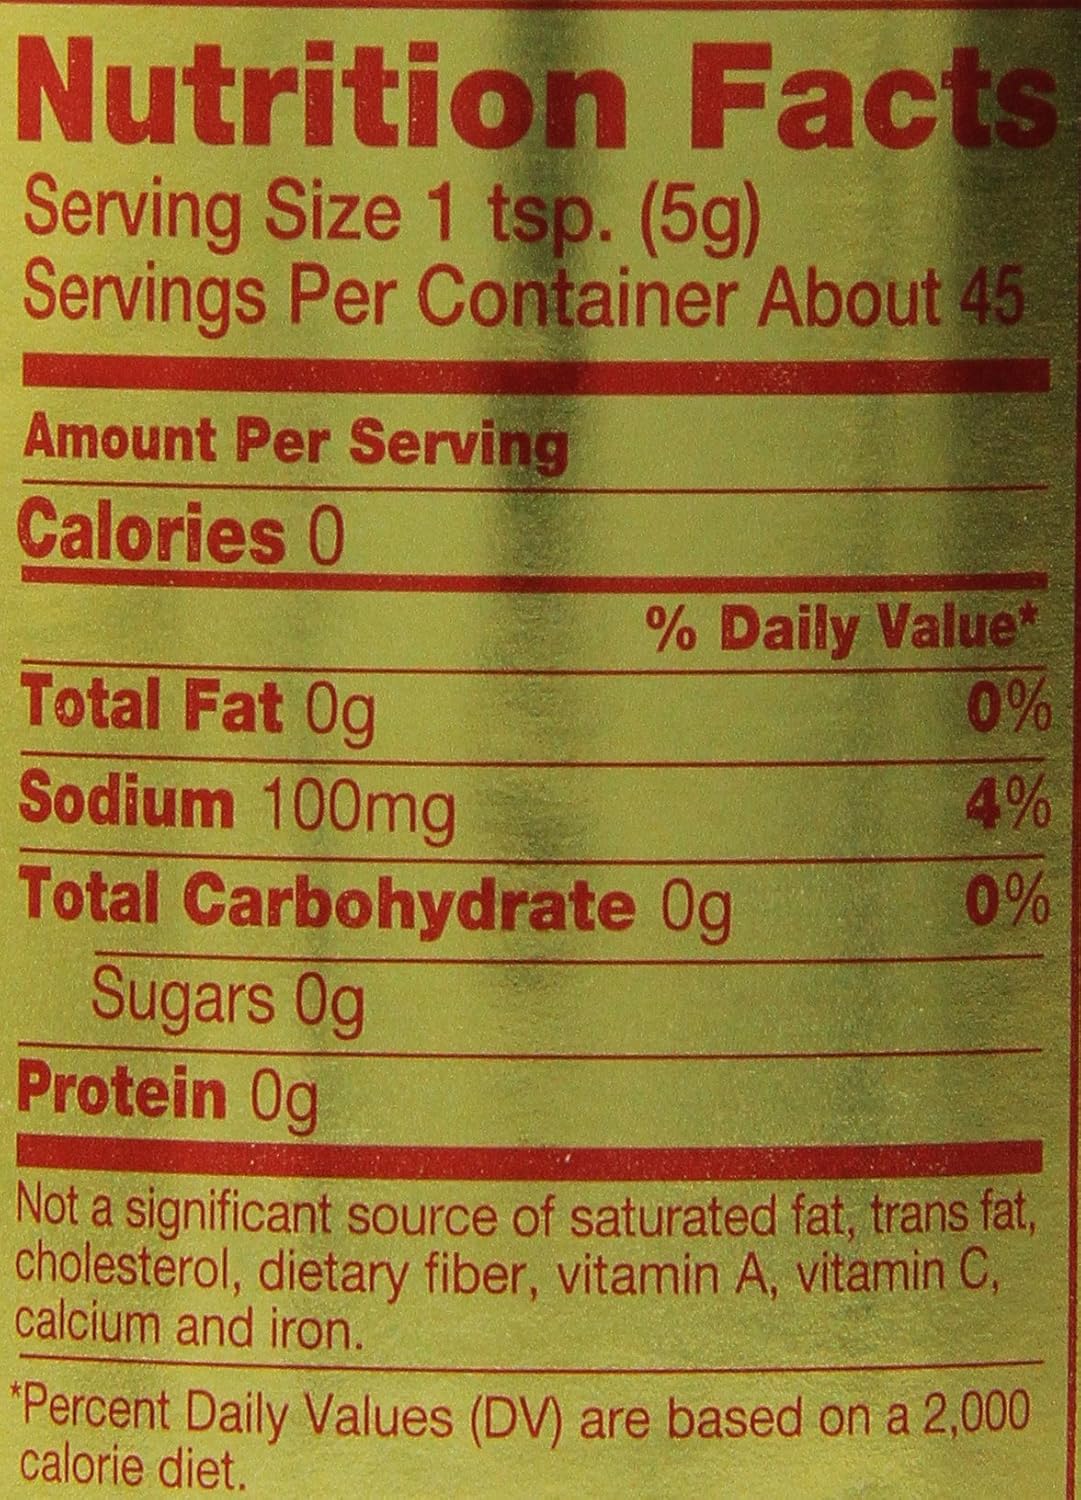 Nutrition Facts
Serving Size 1 tsp. (5g)
Servings Per Container About 45
Amount Per Serving
Calories 0
% Daily Value*
Total Fat 0g 0%
Sodium 100mg 4%
Total Carbohydrate 0g 0%
Sugars 0g
Protein 0g
Not a significant source of saturated fat, trans fat,
cholesterol, dietary fiber, vitamin A, vitamin C,
calcium and iron.
*Percent Daily Values (DV) are based on a 2,000
calorie diet.